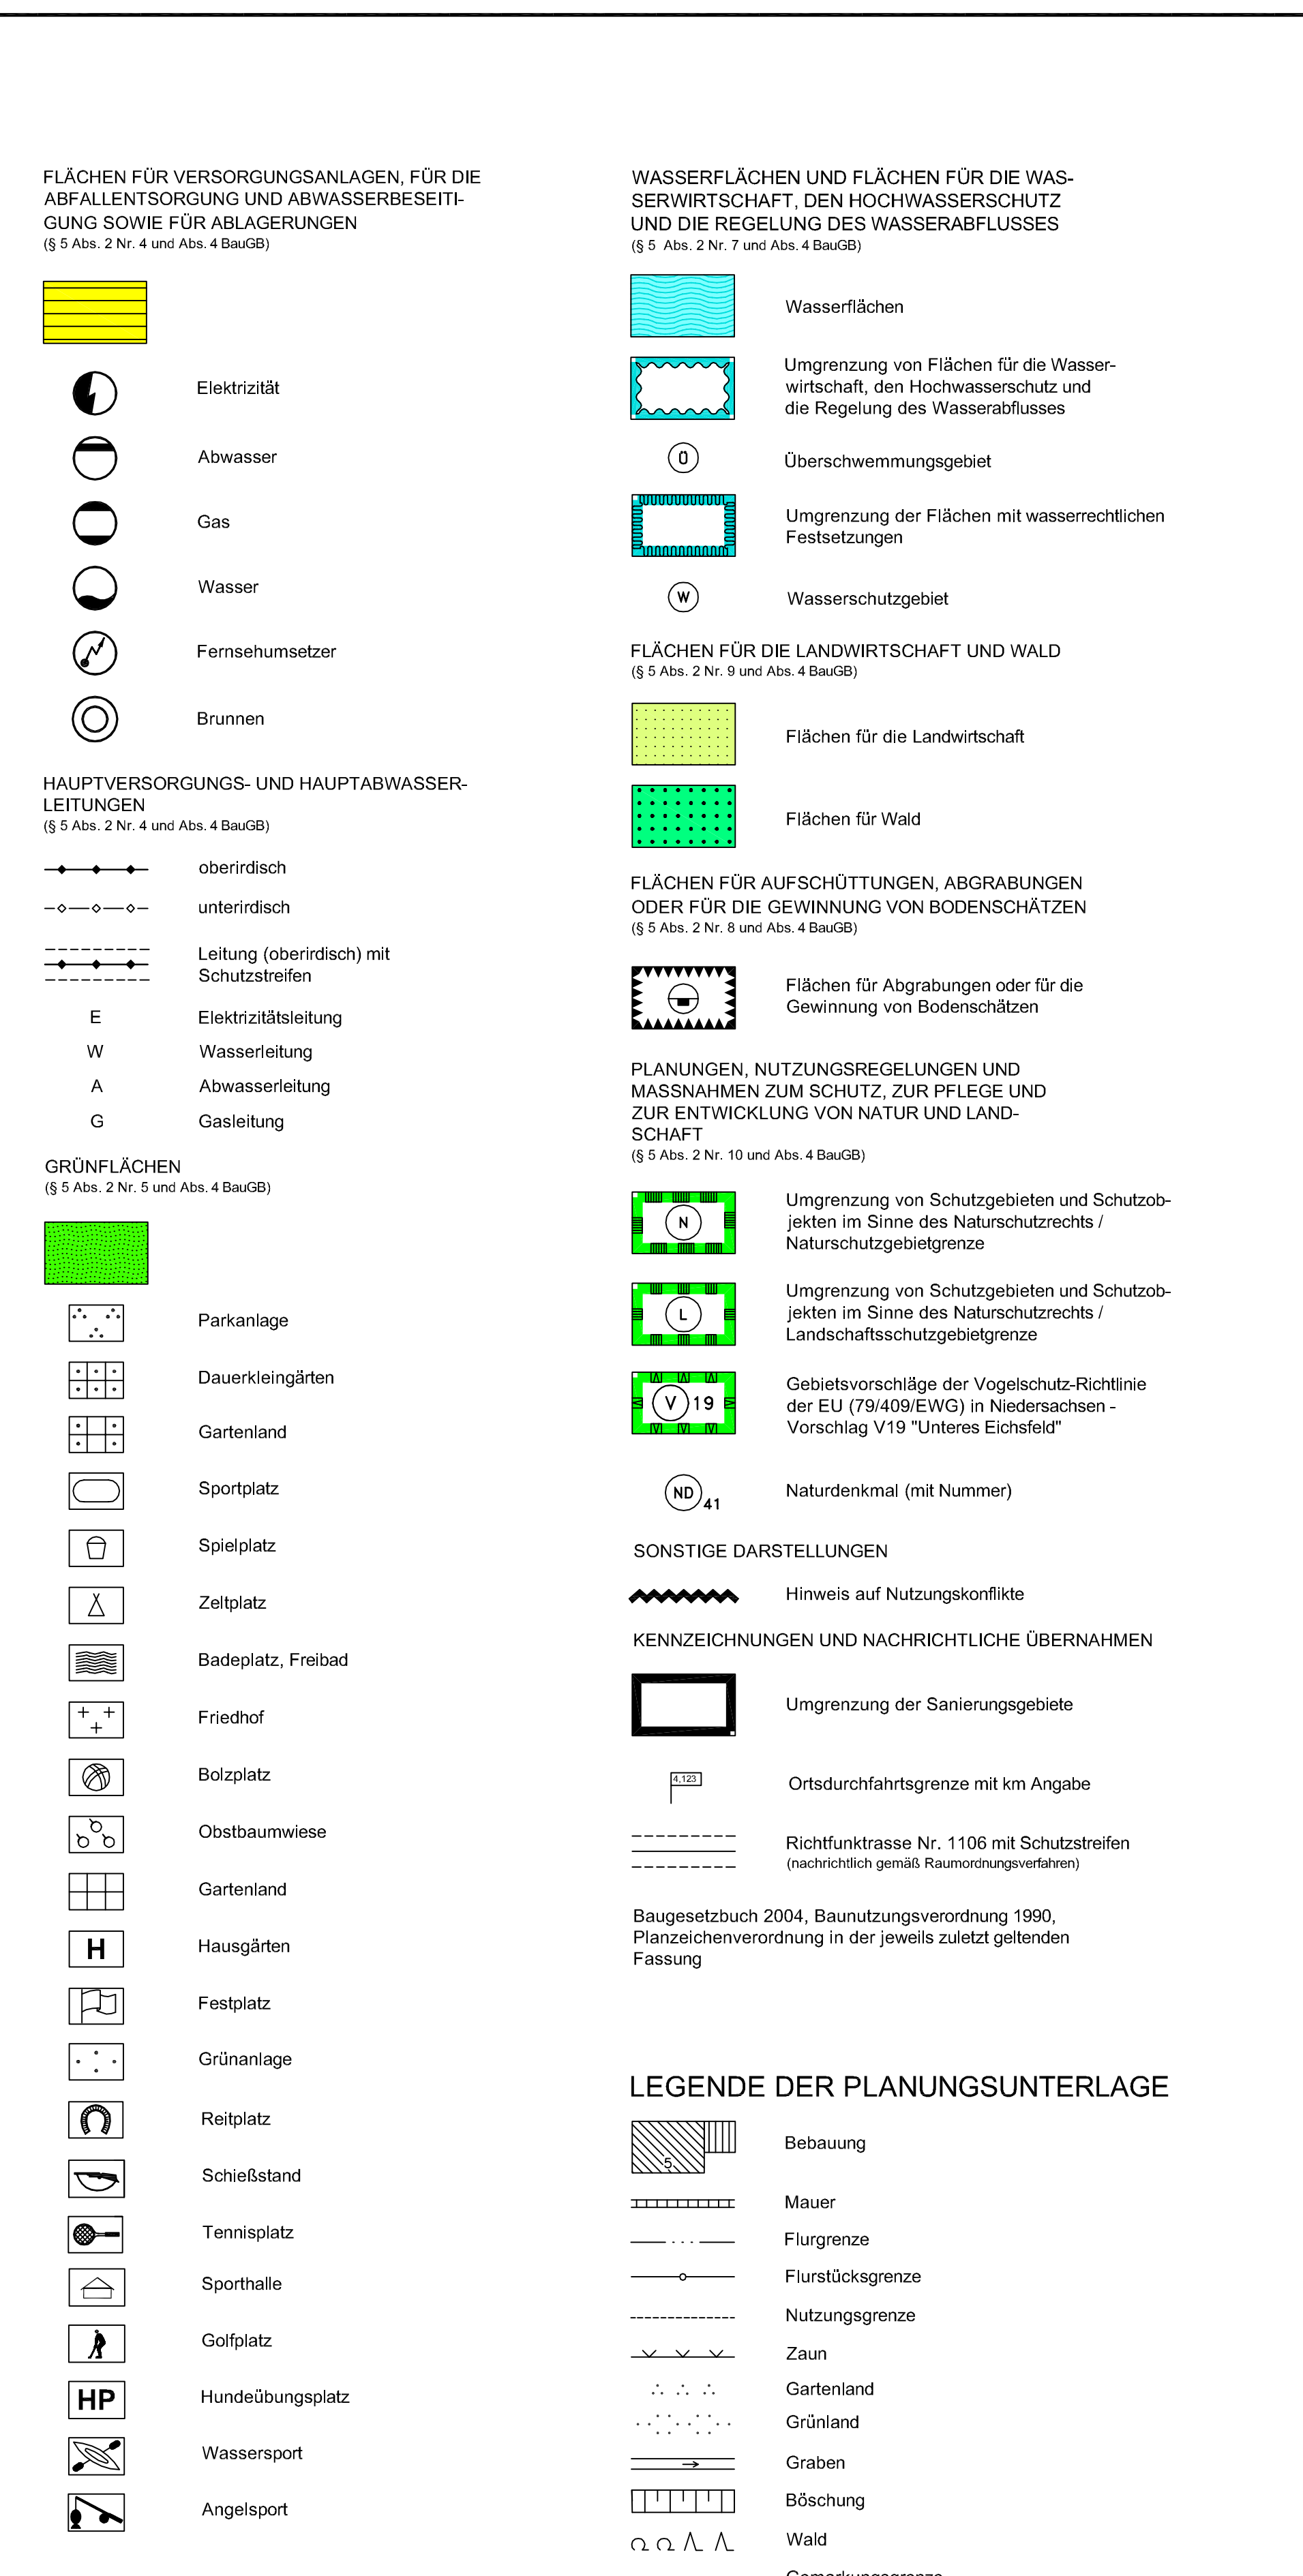 FLÄCHEN FÜR VERSORGUNGSANLAGEN, FÜR DIE
ABFALLENTSORGUNG UND ABWASSERBESEITI-
GUNG SOWIE FÜR ABLAGERUNGEN
(§ 5 Abs. 2 Nr. 4 und Abs. 4 BauGB)
Elektrizität
Abwasser
Gas
Wasser
Fernsehumsetzer
Brunnen
HAUPTVERSORGUNGS- UND HAUPTABWASSER-
LEITUNGEN
(§ 5 Abs. 2 Nr. 4 und Abs. 4 BauGB)
oberirdisch
unterirdisch
Leitung (oberirdisch) mit
Schutzstreifen
E Elektrizitätsleitung
W Wasserleitung
A Abwasserleitung
G Gasleitung
GRÜNFLÄCHEN
(§ 5 Abs. 2 Nr. 5 und Abs. 4 BauGB)
Parkanlage
Dauerkleingärten
Gartenland
Sportplatz
Spielplatz
Zeltplatz
Badeplatz, Freibad
Friedhof
Bolzplatz
Obstbaumwiese
Gartenland
H Hausgärten
Festplatz
Grünanlage
Reitplatz
Schießstand
Tennisplatz
Sporthalle
Golfplatz
HP Hundeübungsplatz
Wassersport
Angelsport
WASSERFLÄCHEN UND FLÄCHEN FÜR DIE WAS-
SERWIRTSCHAFT, DEN HOCHWASSERSCHUTZ
UND DIE REGELUNG DES WASSERABFLUSSES
(§ 5 Abs. 2 Nr. 7 und Abs. 4 BauGB)
Wasserflächen
Umgrenzung von Flächen für die Wasser-
wirtschaft, den Hochwasserschutz und
die Regelung des Wasserabflusses
Ü Überschwemmungsgebiet
Umgrenzung der Flächen mit wasserrechtlichen
Festsetzungen
W Wasserschutzgebiet
FLÄCHEN FÜR DIE LANDWIRTSCHAFT UND WALD
(§ 5 Abs. 2 Nr. 9 und Abs. 4 BauGB)
Flächen für die Landwirtschaft
Flächen für Wald
FLÄCHEN FÜR AUFSCHÜTTUNGEN, ABGRABUNGEN
ODER FÜR DIE GEWINNUNG VON BODENSCHÄTZEN
(§ 5 Abs. 2 Nr. 8 und Abs. 4 BauGB)
Flächen für Abgrabungen oder für die
Gewinnung von Bodenschätzen
PLANUNGEN, NUTZUNGSREGELUNGEN UND
MASSNAHMEN ZUM SCHUTZ, ZUR PFLEGE UND
ZUR ENTWICKLUNG VON NATUR UND LAND-
SCHAFT
(§ 5 Abs. 2 Nr. 10 und Abs. 4 BauGB)
Umgrenzung von Schutzgebieten und Schutzob-
N jekten im Sinne des Naturschutzrechts /
Naturschutzgebietgrenze
Umgrenzung von Schutzgebieten und Schutzob-
L jekten im Sinne des Naturschutzrechts /
Landschaftsschutzgebietgrenze
Gebietsvorschläge der Vogelschutz-Richtlinie
V 19 der EU (79/409/EWG) in Niedersachsen -
Vorschlag V19 "Unteres Eichsfeld"
ND 41 Naturdenkmal (mit Nummer)
SONSTIGE DARSTELLUNGEN
Hinweis auf Nutzungskonflikte
KENNZEICHNUNGEN UND NACHRICHTLICHE ÜBERNAHMEN
Umgrenzung der Sanierungsgebiete
4,123 Ortsdurchfahrtsgrenze mit km Angabe
Richtfunktrasse Nr. 1106 mit Schutzstreifen
(nachrichtlich gemäß Raumordnungsverfahren)
Baugesetzbuch 2004, Baunutzungsverordnung 1990,
Planzeichenverordnung in der jeweils zuletzt geltenden
Fassung
LEGENDE DER PLANUNGSUNTERLAGE
5 Bebauung
Mauer
Flurgrenze
Flurstücksgrenze
Nutzungsgrenze
Zaun
Gartenland
Grünland
Graben
Böschung
Wald